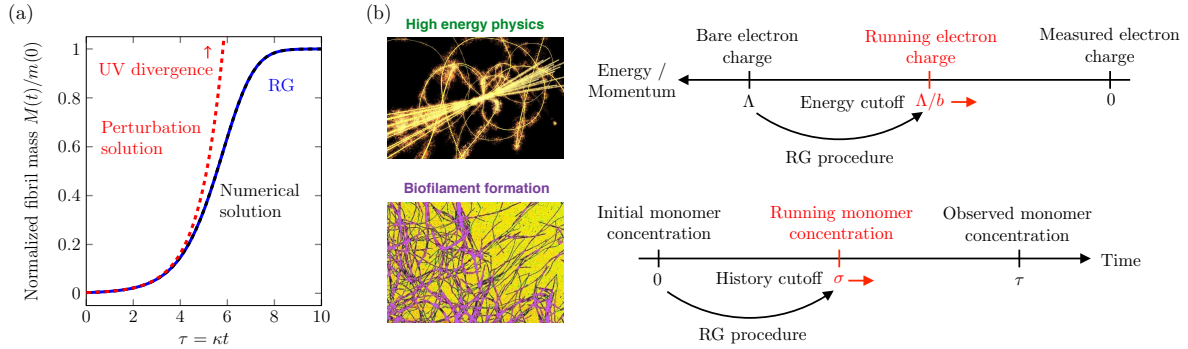 (a)
Normalized fibril mass M(t)/m(0)
1
0.8
0.6
0.4
0.2
0
0
2
4
6
8
10
τ = κt
UV divergence
↑
RG
Perturbation
solution
Numerical
solution
(b)
High energy physics
Energy /
Momentum
Bare electron
charge
Running electron
charge
Measured electron
charge
Λ
Energy cutoff
Λ/b
0
RG procedure
Biofilament formation
Initial monomer
concentration
Running monomer
concentration
Observed monomer
concentration
Time
0
History cutoff
σ
τ
RG procedure